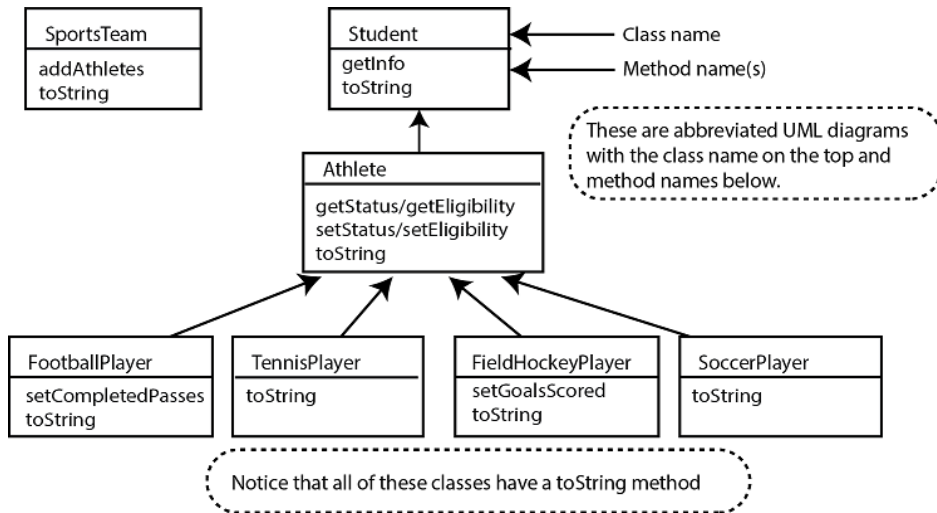 SportsTeam
addAthletes
toString
Student
getInfo
toString
Class name
Method name(s)
These are abbreviated UML diagrams
with the class name on the top and
method names below.
Athlete
getStatus/getEligibility
setStatus/setEligibility
toString
FootballPlayer
setCompletedPasses
toString
TennisPlayer
toString
FieldHockeyPlayer
setGoalsScored
toString
SoccerPlayer
toString
Notice that all of these classes have a toString method